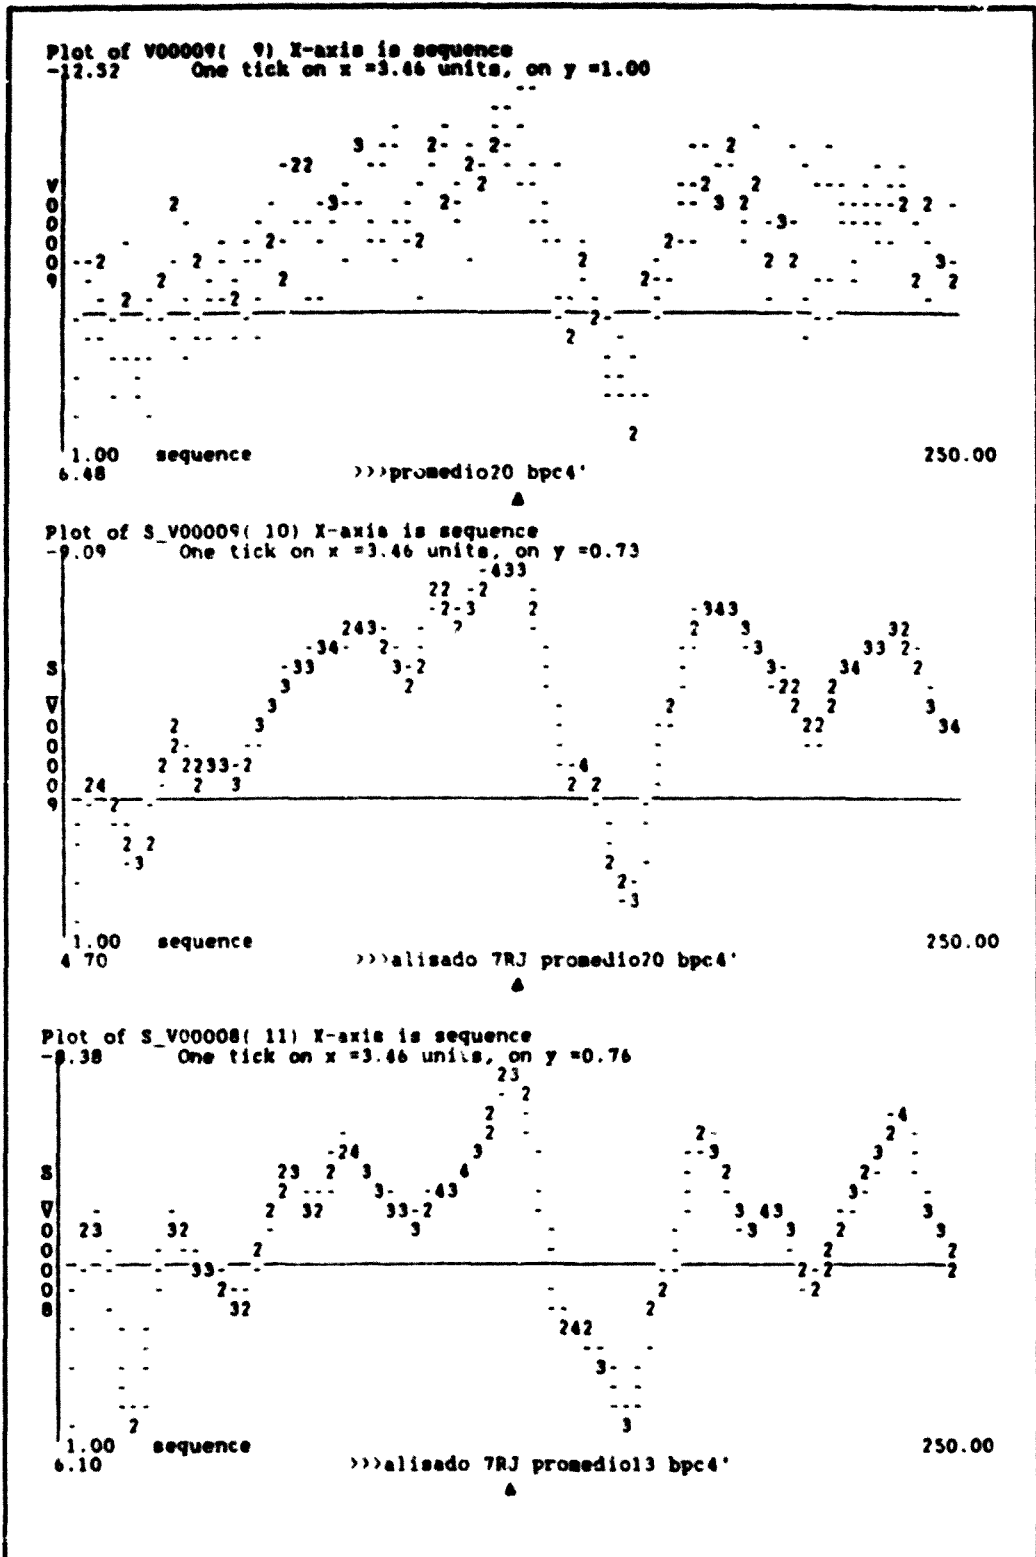 Plot of V00009( 9) X-axis is sequence
-12.52 One tick on x =3.46 units, on y =1.00
V00009
1.00 sequence 250.00
6.48 >>>promedio20 bpc4'
Plot of S_V00009( 10) X-axis is sequence
-9.09 One tick on x =3.46 units, on y =0.73
S_V00009
1.00 sequence 250.00
4.70 >>>alisado 7RJ promedio20 bpc4'
Plot of S_V00008( 11) X-axis is sequence
-8.38 One tick on x =3.46 units, on y =0.76
S_V00008
1.00 sequence 250.00
6.10 >>>alisado 7RJ promedio13 bpc4'